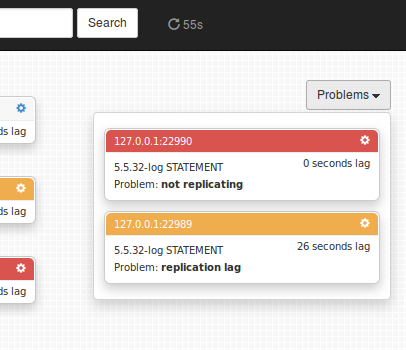 Search
55s
Problems
ds lag
ds lag
ds lag
127.0.0.1:22990
5.5.32-log STATEMENT
0 seconds lag
Problem: not replicating
127.0.0.1:22989
5.5.32-log STATEMENT
26 seconds lag
Problem: replication lag